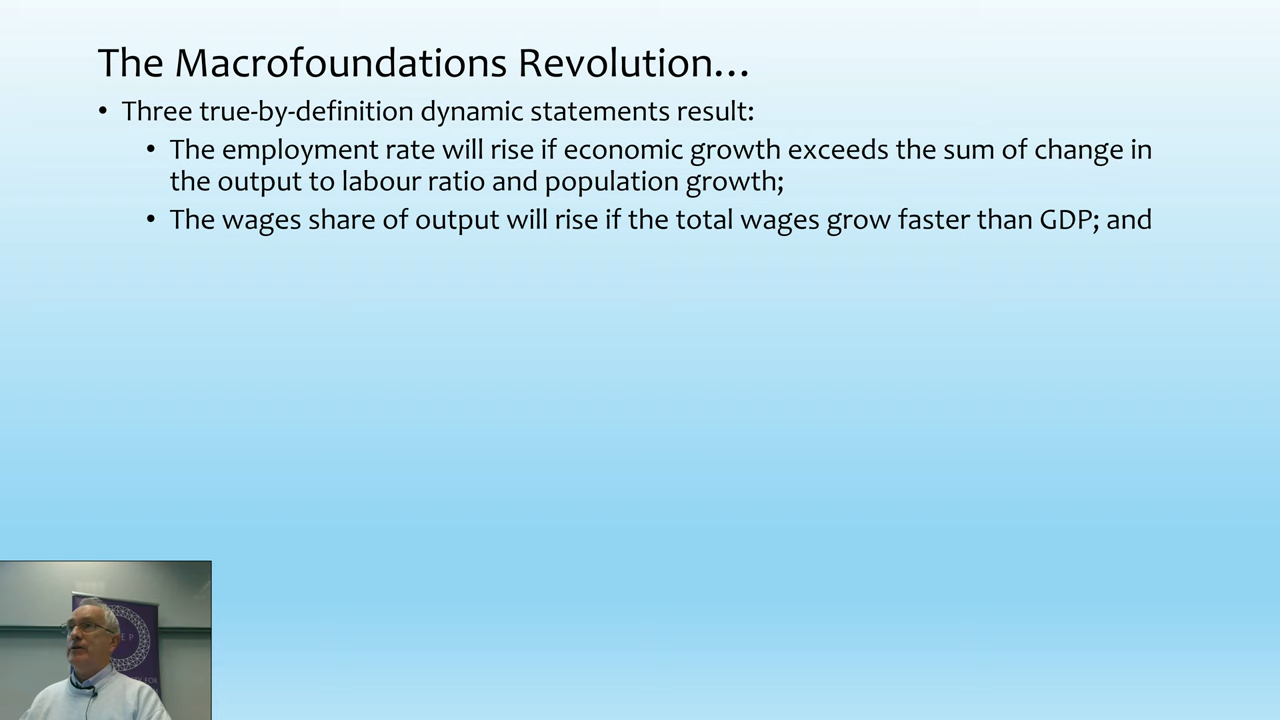 The Macrofoundations Revolution…
• Three true-by-definition dynamic statements result:
• The employment rate will rise if economic growth exceeds the sum of change in
the output to labour ratio and population growth;
• The wages share of output will rise if the total wages grow faster than GDP; and